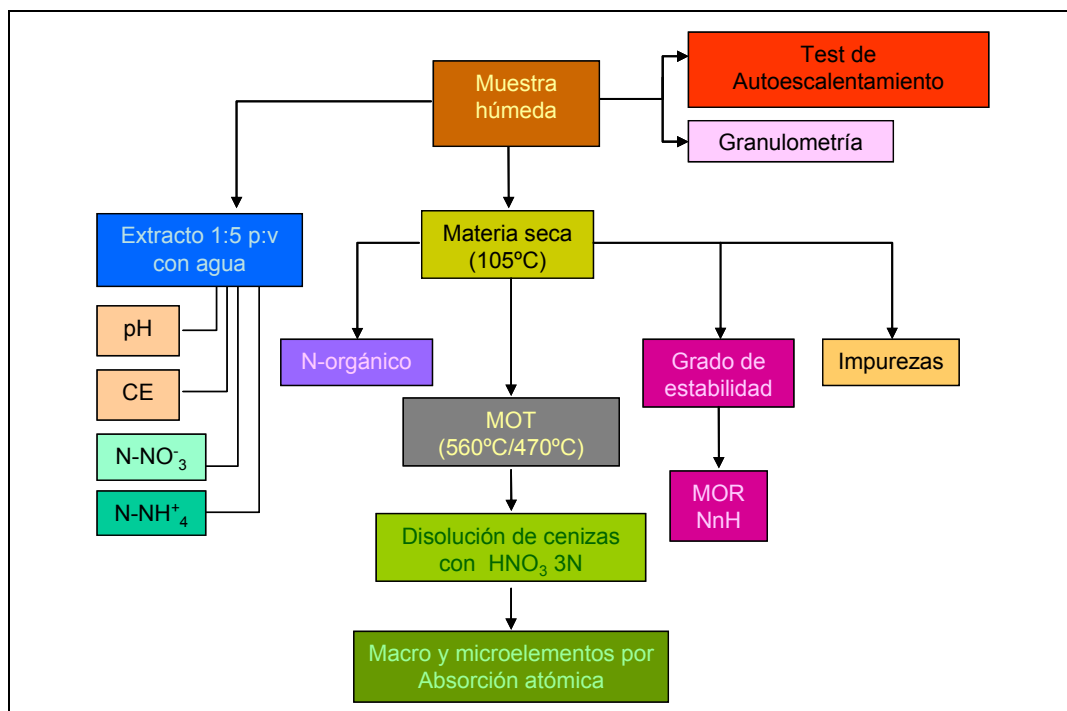 Test de
Autoescalentamiento
Muestra
húmeda
Granulometría
Extracto 1:5 p:v
con agua
Materia seca
(105ºC)
pH
N-orgánico
Grado de
estabilidad
Impurezas
CE
MOT
(560ºC/470ºC)
N-NO⁻₃
N-NH⁺₄
MOR
NnH
Disolución de cenizas
con HNO₃ 3N
Macro y microelementos por
Absorción atómica